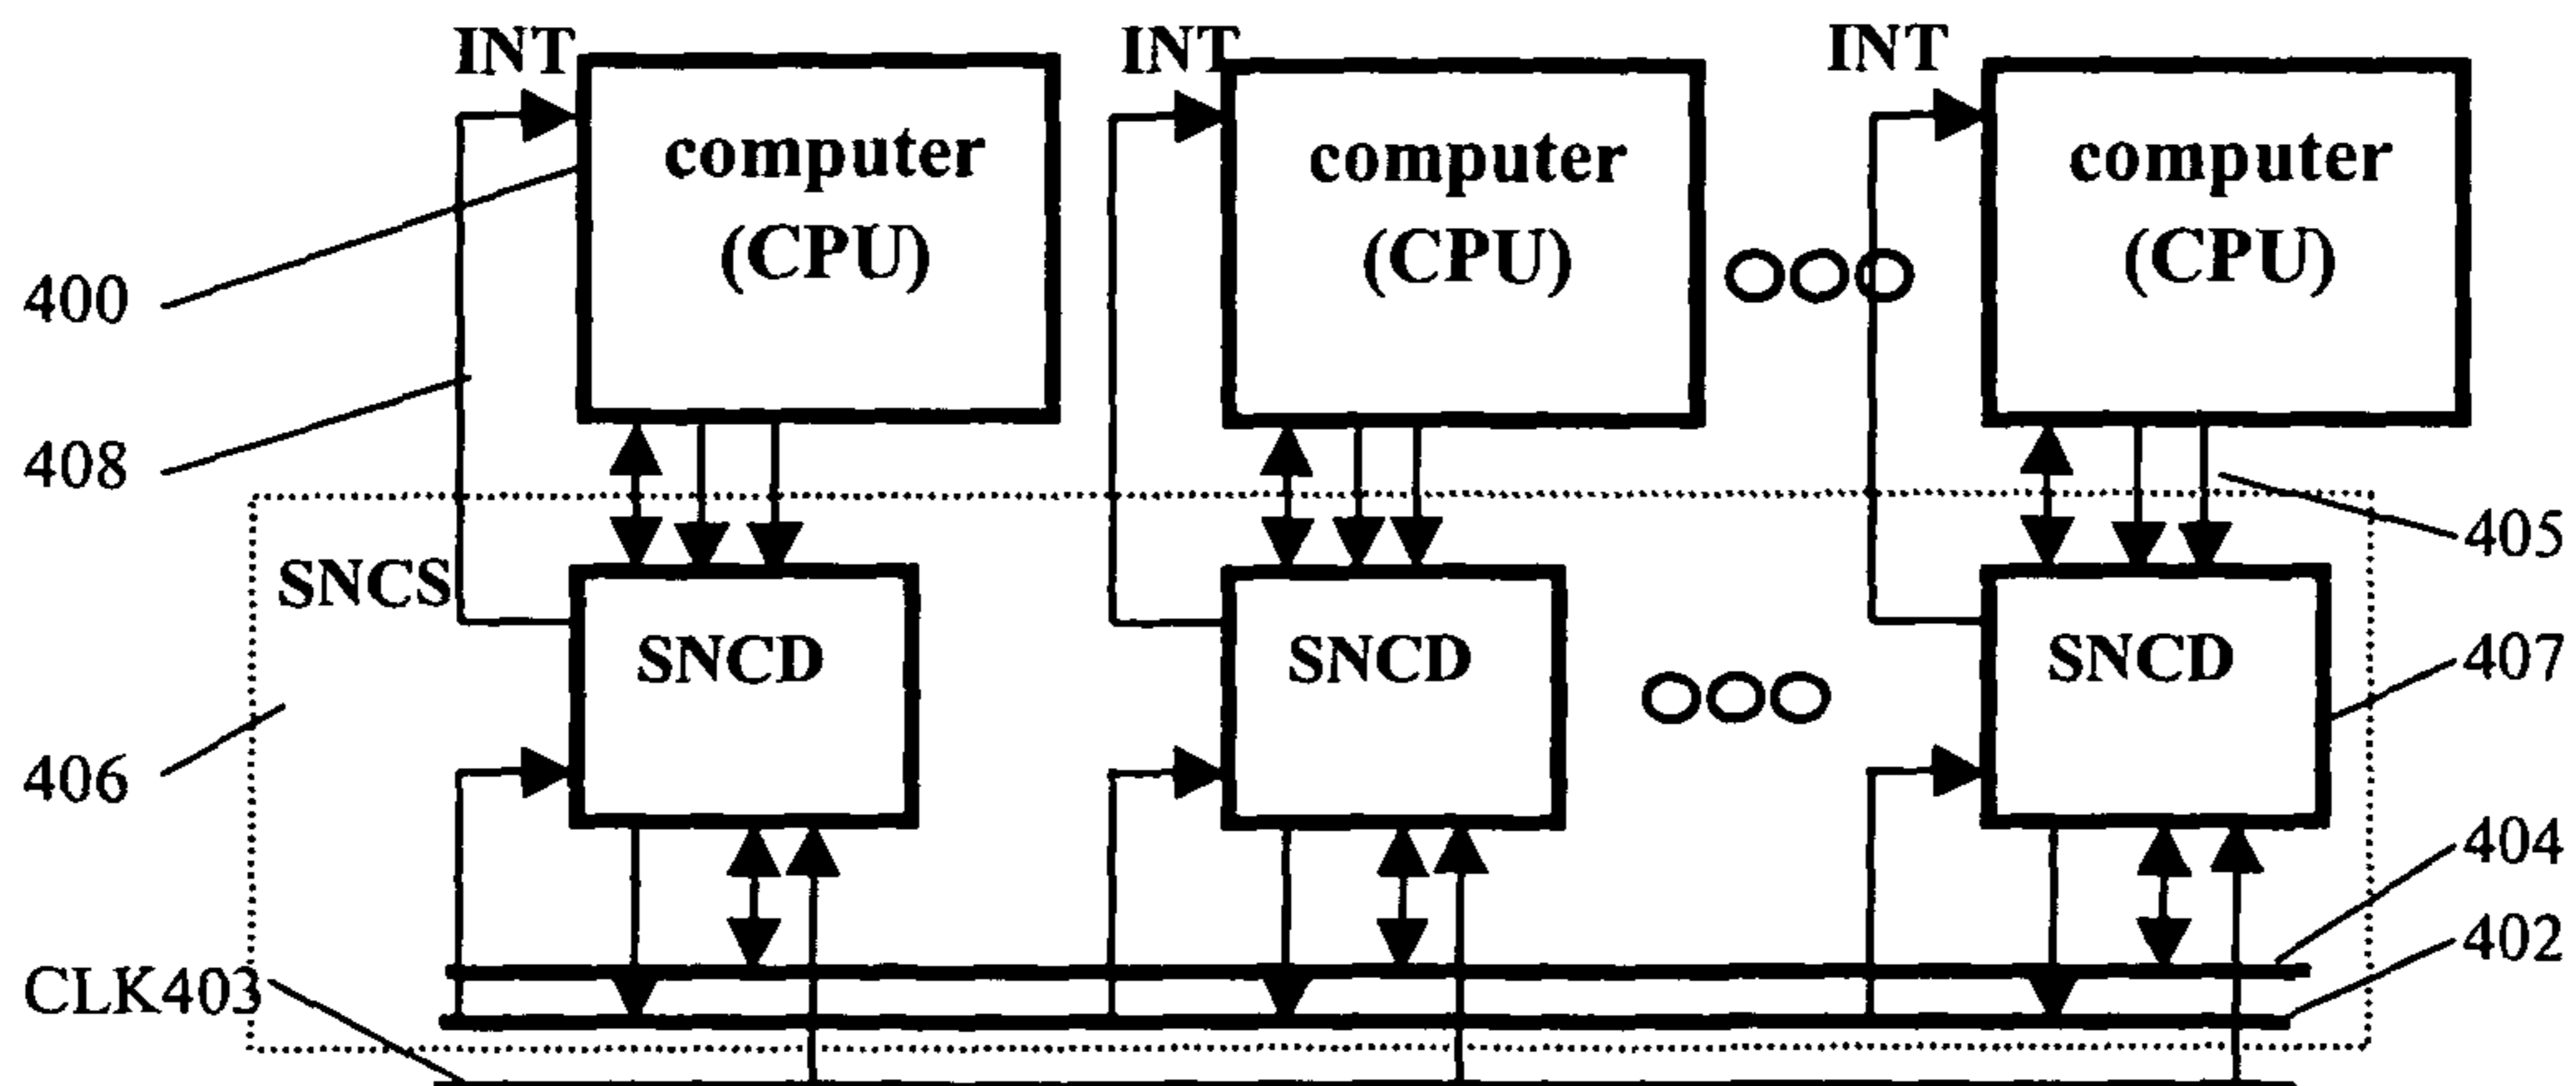 INT
INT
INT
computer
(CPU)
computer
(CPU)
computer
(CPU)
400
408
405
SNCS
SNCD
SNCD
SNCD
407
406
404
402
CLK403